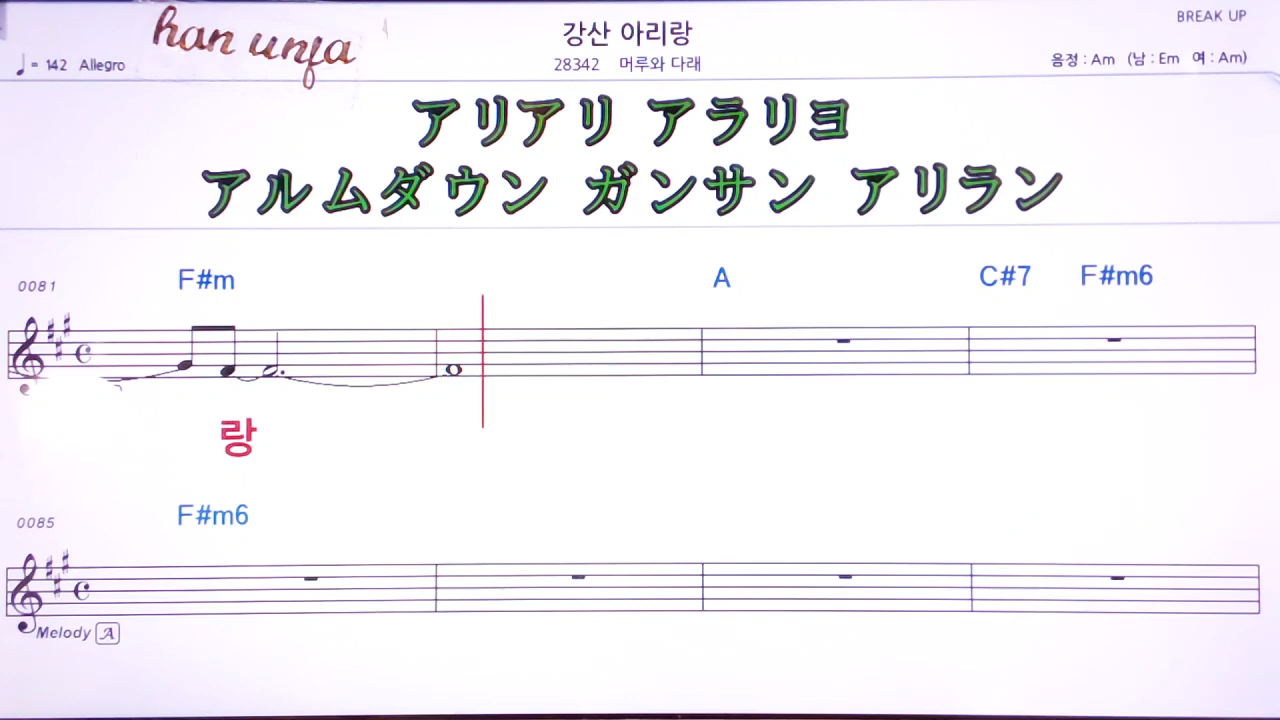 han unfa
BREAK UP
강산 아리랑
♩= 142 Allegro
28342 머루와 다래
음정 : Am (남 : Em 여 : Am)
アリアリ アラリヨ
アルムダウン ガンサン アリラン
0081 F#m A C#7 F#m6
랑
0085 F#m6
Melody A